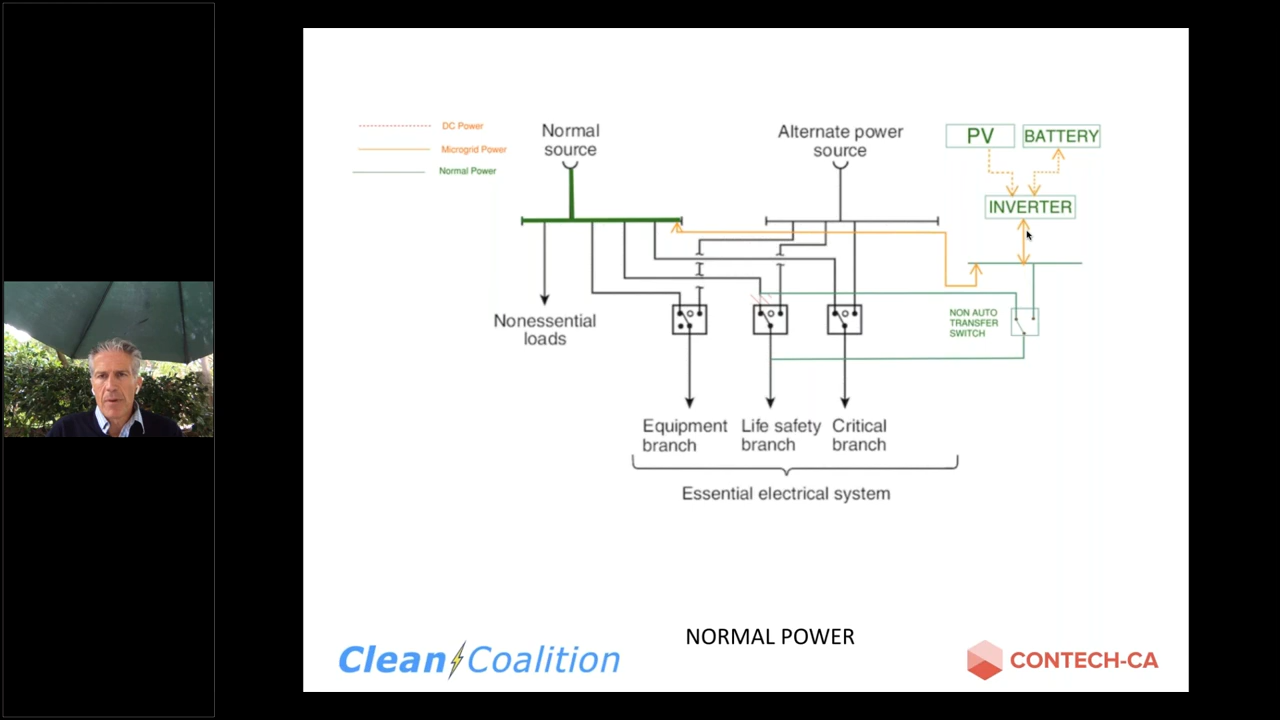 DC Power
Microgrid Power
Normal Power
Normal
source
Alternate power
source
PV
BATTERY
INVERTER
NON AUTO
TRANSFER
SWITCH
Nonessential
loads
Equipment
branch
Life safety
branch
Critical
branch
Essential electrical system
NORMAL POWER
Clean Coalition
CONTECH-CA